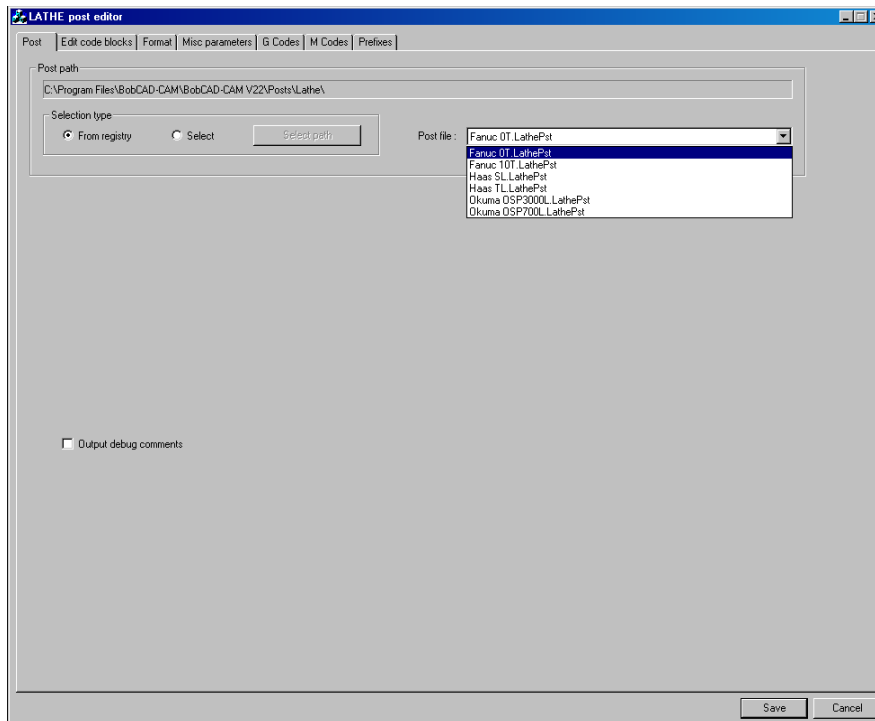 LATHE post editor
Post Edit code blocks Format Misc parameters G Codes M Codes Prefixes
Post path
C:\Program Files\BobCAD-CAM\BobCAD-CAM V22\Posts\Lathe\
Selection type
From registry Select Select path Post file : Fanuc 0T.LathePst
Fanuc 0T.LathePst
Fanuc 10T.LathePst
Haas SL.LathePst
Haas TL.LathePst
Okuma OSP3000L.LathePst
Okuma OSP700L.LathePst
Output debug comments
Save Cancel